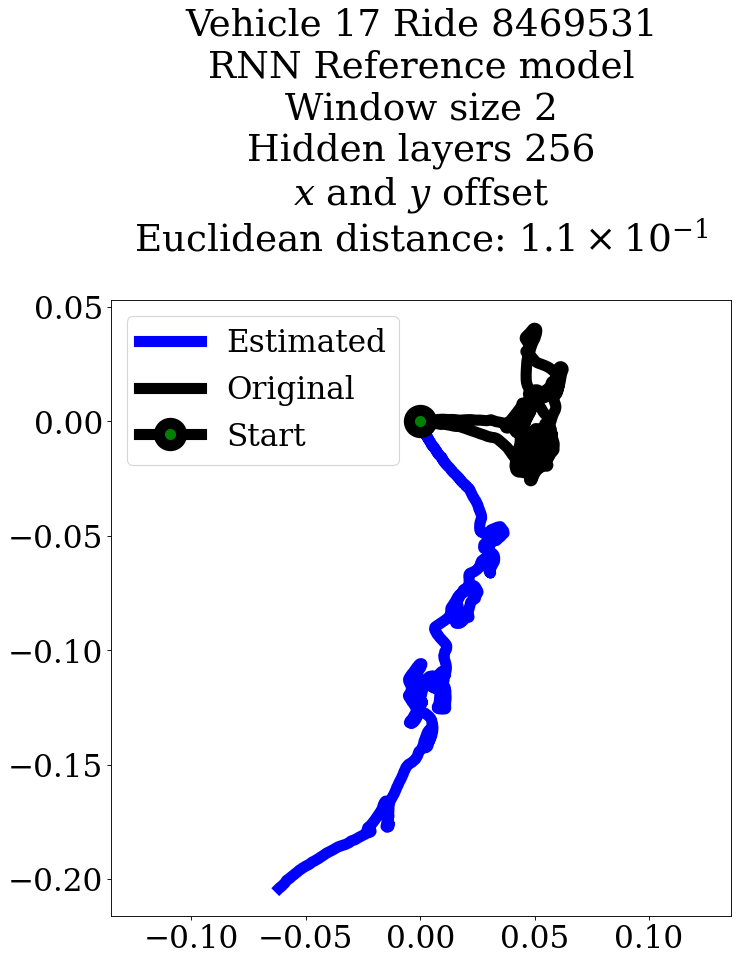 Vehicle 17 Ride 8469531
RNN Reference model
Window size 2
Hidden layers 256
x and y offset
Euclidean distance: 1.1 × 10⁻¹
0.05
0.00
−0.05
−0.10
−0.15
−0.20
Estimated
Original
Start
−0.10 −0.05 0.00 0.05 0.10